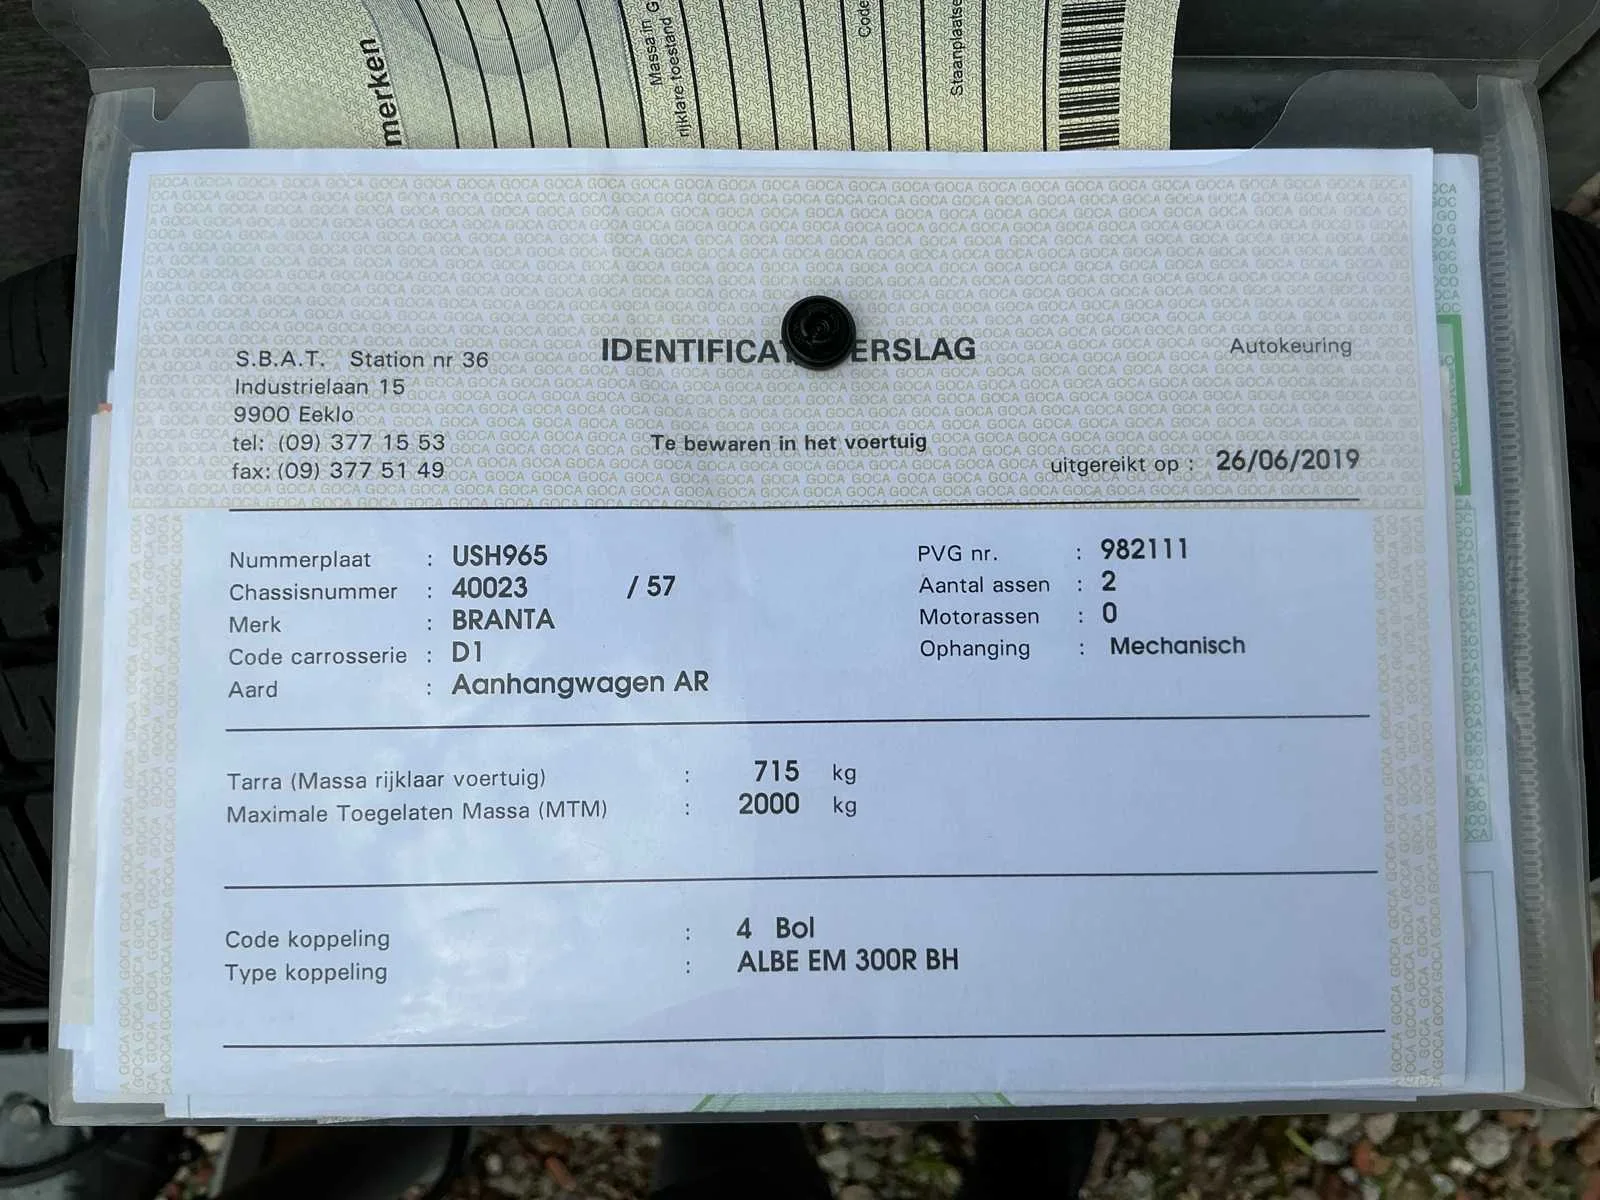 merken
Massa in G
rijklare toestand
Code
Staanplaatse
S.B.A.T. Station nr 36
Industrielaan 15
9900 Eeklo
tel: (09) 377 15 53
fax: (09) 377 51 49
IDENTIFICAT ERSLAG
Te bewaren in het voertuig
Autokeuring
uitgereikt op : 26/06/2019
Nummerplaat : USH965
Chassisnummer : 40023 / 57
Merk : BRANTA
Code carrosserie : D1
Aard : Aanhangwagen AR
PVG nr. : 982111
Aantal assen : 2
Motorassen : 0
Ophanging : Mechanisch
Tarra (Massa rijklaar voertuig) : 715 kg
Maximale Toegelaten Massa (MTM) : 2000 kg
Code koppeling : 4 Bol
Type koppeling : ALBE EM 300R BH